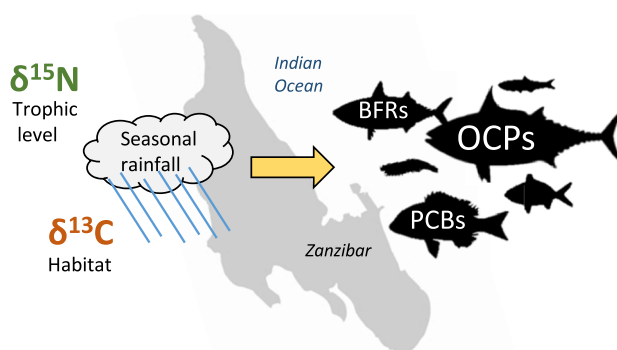 δ15N
Trophic
level
Seasonal
rainfall
δ13C
Habitat
Indian
Ocean
Zanzibar
BFRs
OCPs
PCBs